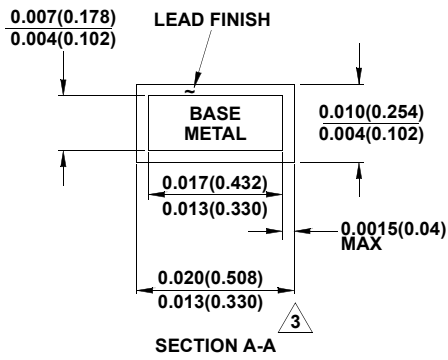 0.007(0.178)
0.004(0.102)
LEAD FINISH
BASE
METAL
0.010(0.254)
0.004(0.102)
0.017(0.432)
0.013(0.330)
0.0015(0.04)
MAX
0.020(0.508)
0.013(0.330)
3
SECTION A-A